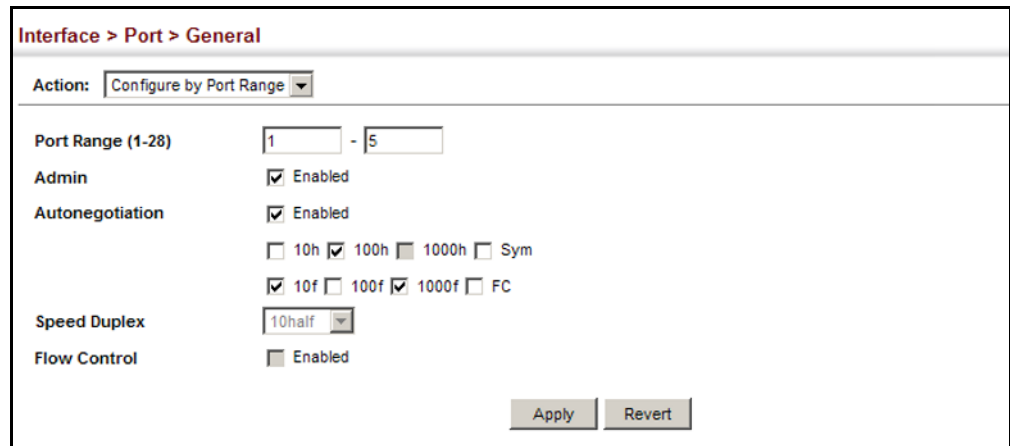 Interface > Port > General
Action: Configure by Port Range
Port Range (1-28) 1 - 5
Admin Enabled
Autonegotiation Enabled
10h 100h 1000h Sym
10f 100f 1000f FC
Speed Duplex 10half
Flow Control Enabled
Apply Revert